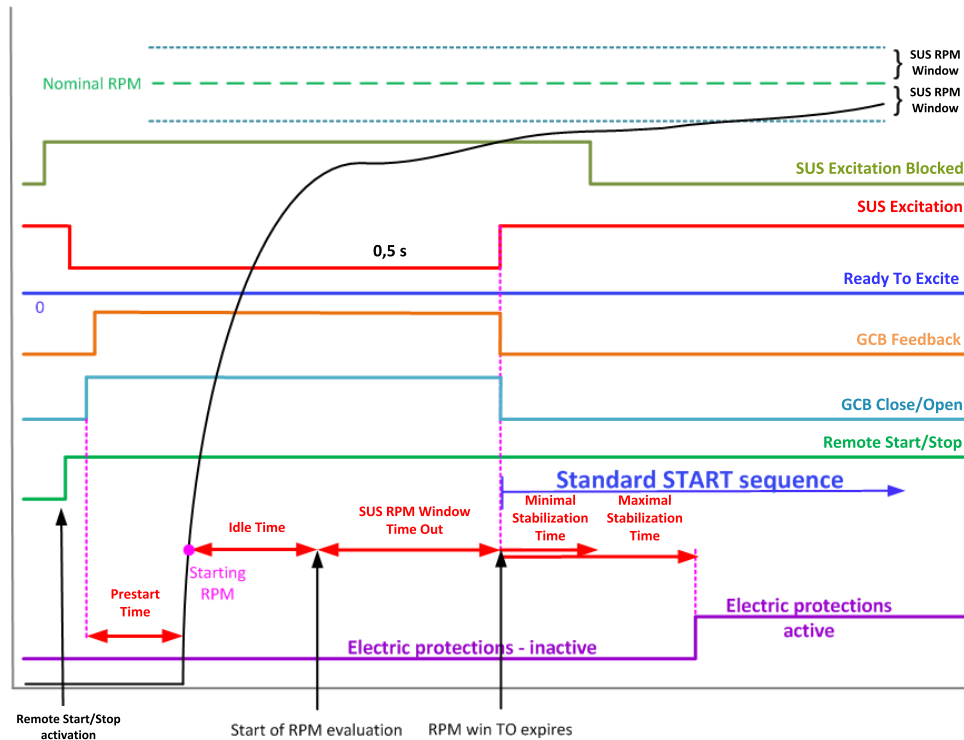 SUS RPM
Window
Nominal RPM
SUS RPM
Window
SUS Excitation Blocked
SUS Excitation
0,5 s
Ready To Excite
0
GCB Feedback
GCB Close/Open
Remote Start/Stop
Standard START sequence
Minimal
Stabilization
Time
Maximal
Stabilization
Time
SUS RPM Window
Time Out
Idle Time
Starting
RPM
Prestart
Time
Electric protections
active
Electric protections - inactive
Remote Start/Stop
activation
Start of RPM evaluation
RPM win TO expires